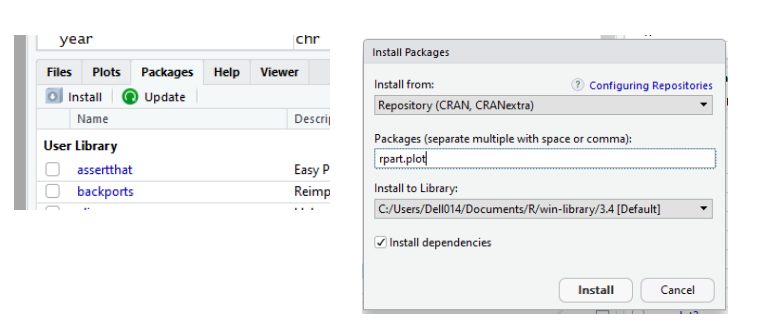 year chr
Files Plots Packages Help Viewer
Install Update
Name
User Library
assertthat Easy P
backports Reimp
Install Packages
Install from: ? Configuring Repositories
Repository (CRAN, CRANextra)
Packages (separate multiple with space or comma):
rpart.plot
Install to Library:
C:/Users/Dell014/Documents/R/win-library/3.4 [Default]
Install dependencies
Install Cancel